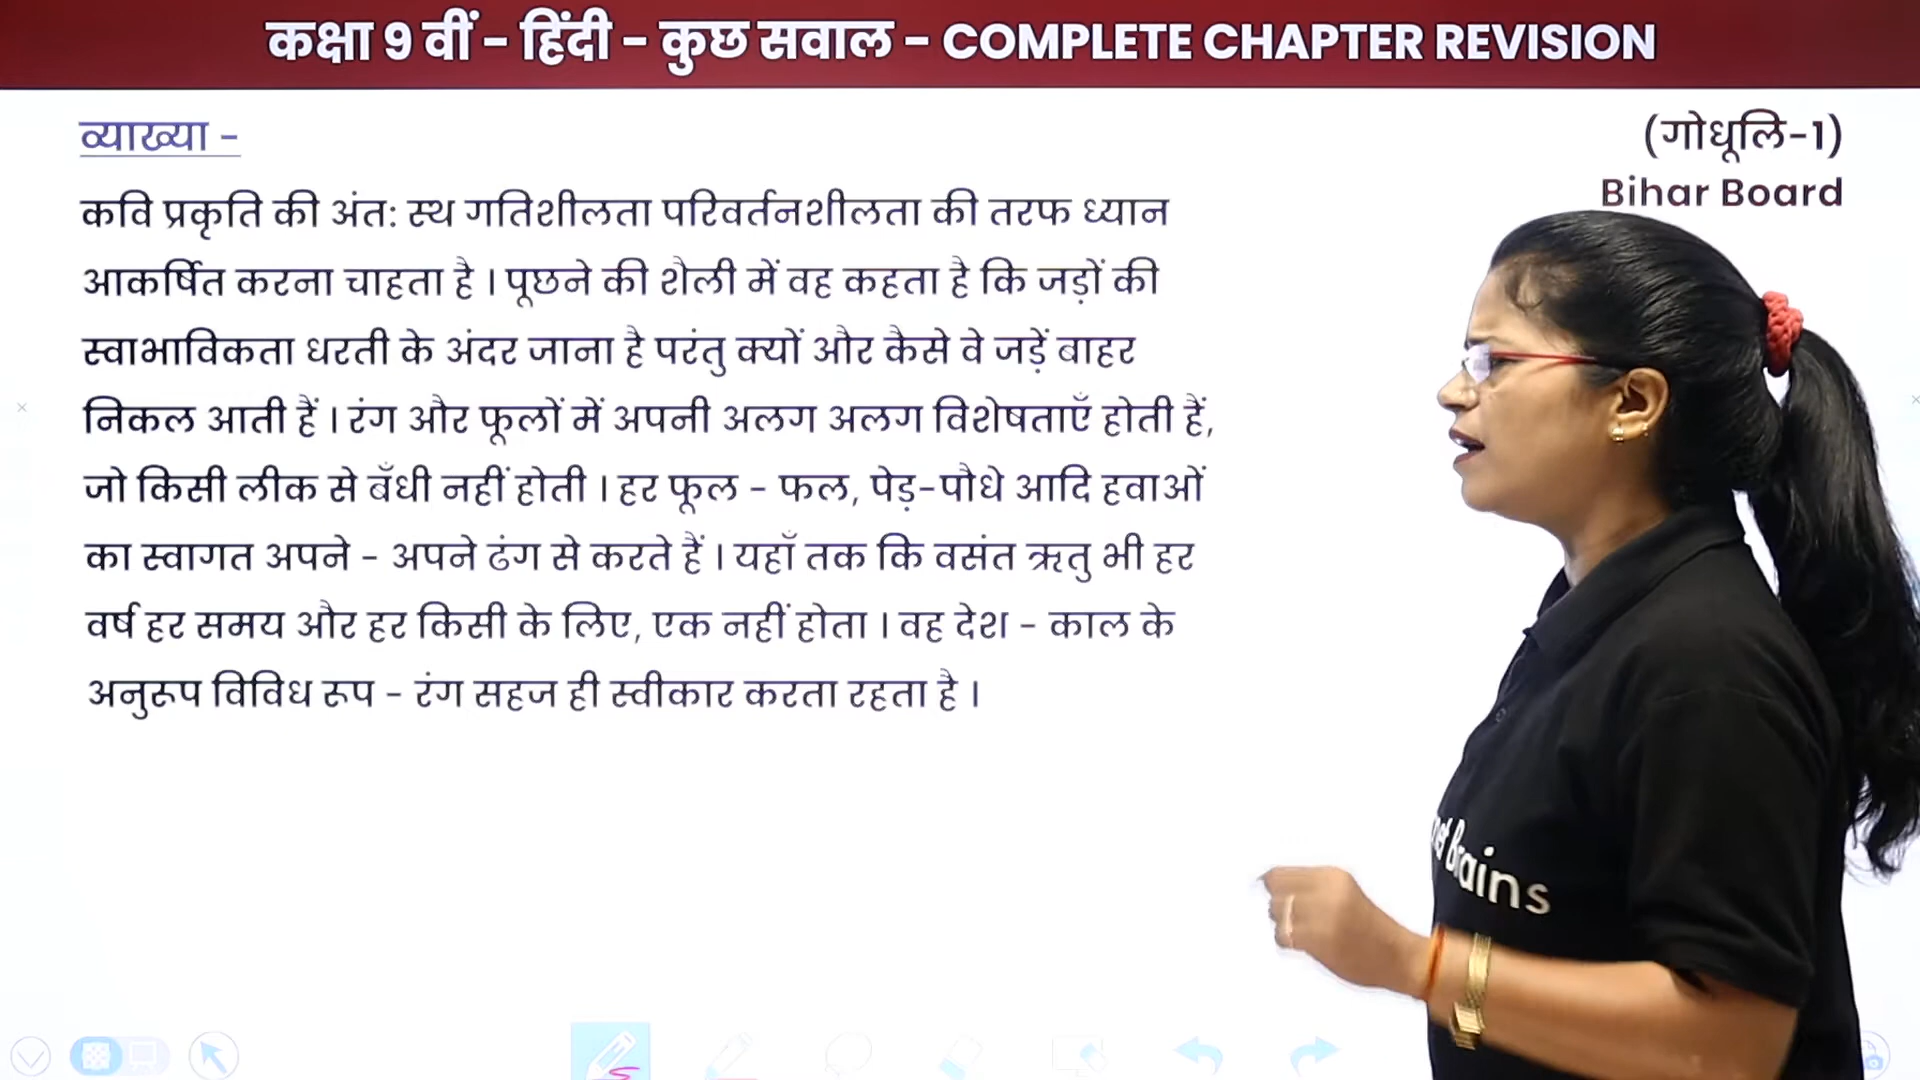 कक्षा 9 वीं - हिंदी - कुछ सवाल - COMPLETE CHAPTER REVISION
व्याख्या -
(गोधूलि-1)
Bihar Board
कवि प्रकृति की अंत: स्थ गतिशीलता परिवर्तनशीलता की तरफ ध्यान
आकर्षित करना चाहता है । पूछने की शैली में वह कहता है कि जड़ों की
स्वाभाविकता धरती के अंदर जाना है परंतु क्यों और कैसे वे जड़ें बाहर
निकल आती हैं । रंग और फूलों में अपनी अलग अलग विशेषताएँ होती हैं,
जो किसी लीक से बँधी नहीं होती । हर फूल - फल, पेड़-पौधे आदि हवाओं
का स्वागत अपने - अपने ढंग से करते हैं । यहाँ तक कि वसंत ऋतु भी हर
वर्ष हर समय और हर किसी के लिए, एक नहीं होता । वह देश - काल के
अनुरूप विविध रूप - रंग सहज ही स्वीकार करता रहता है ।
Brains